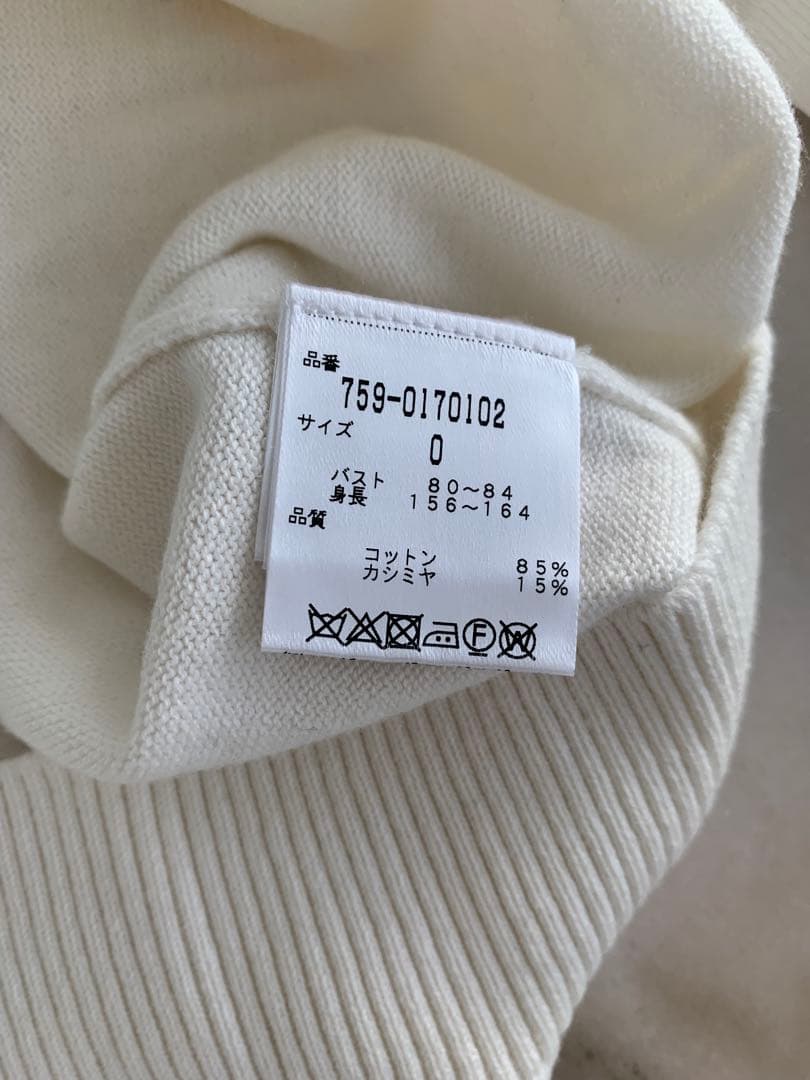 品番
759-0170102
サイズ
0
バスト 80~84
身長 156~164
品質
コットン 85%
カシミヤ 15%
F W